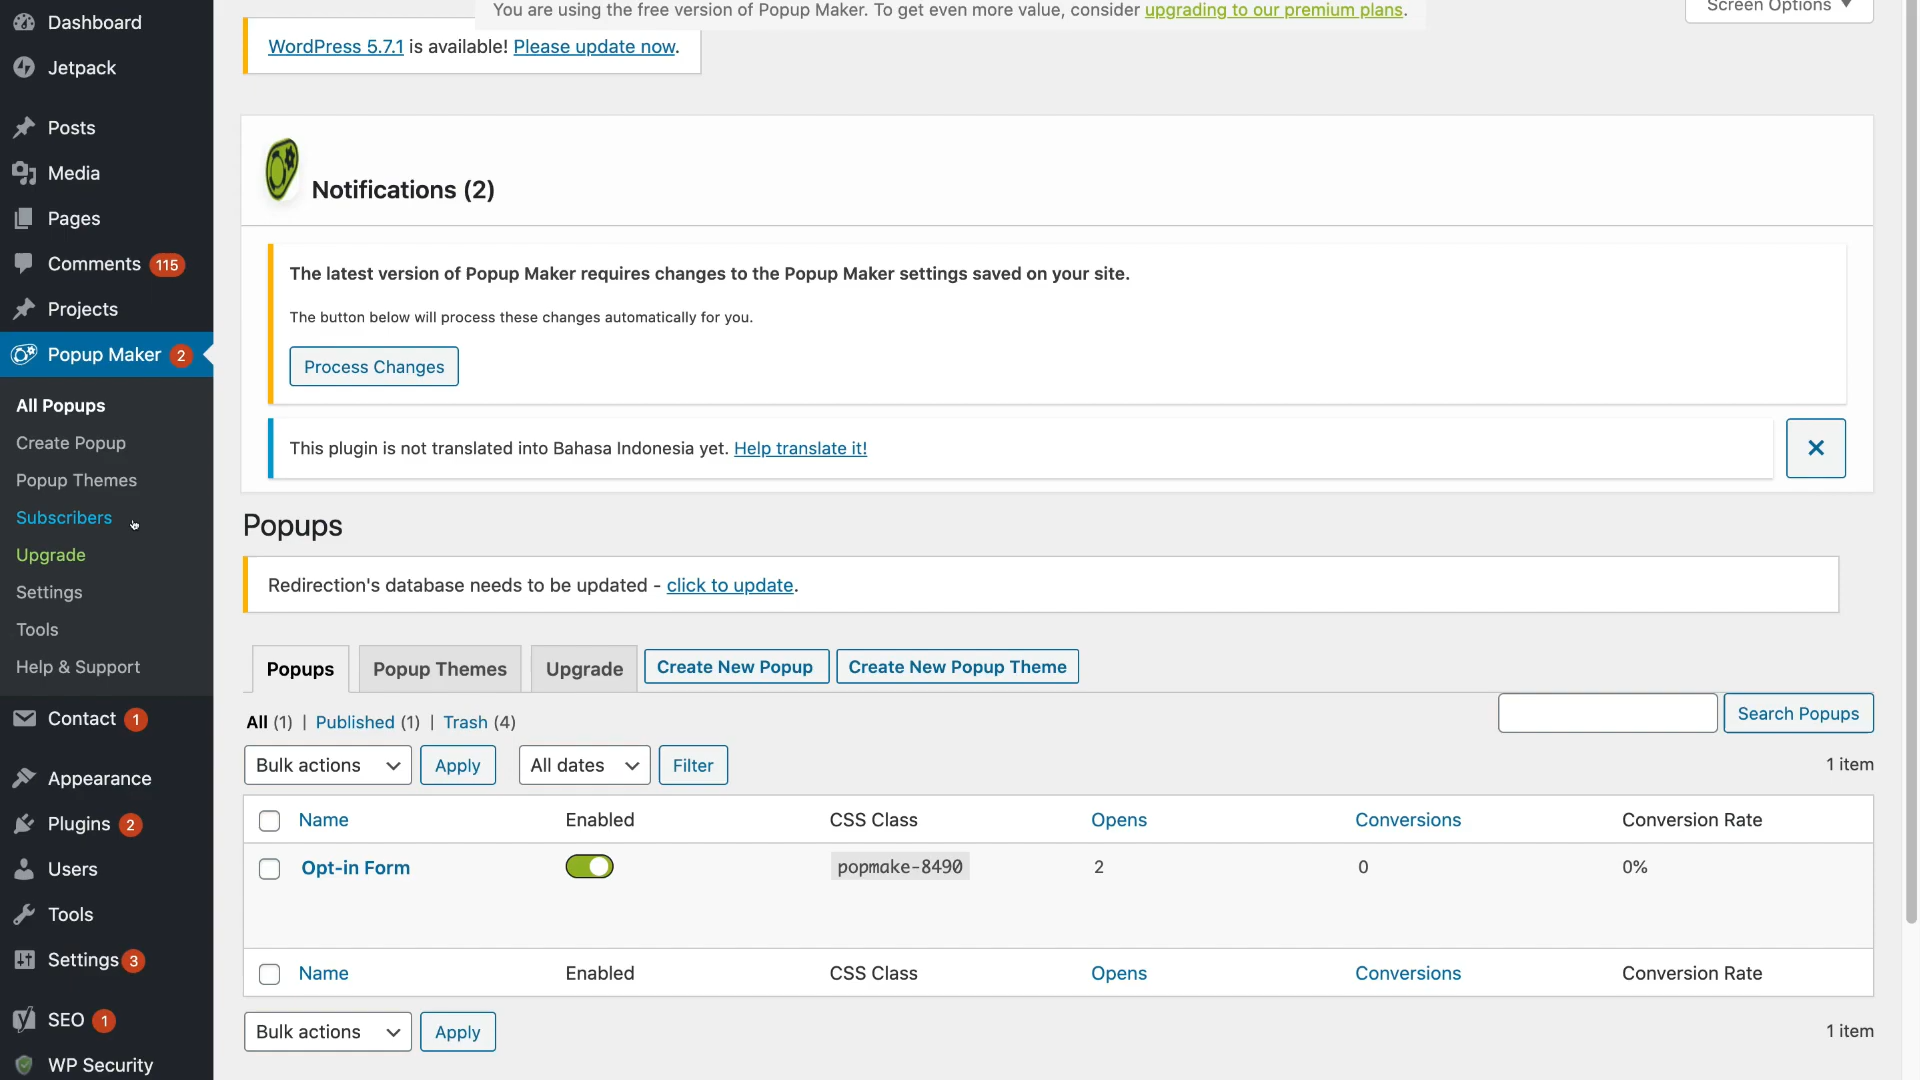 You are using the free version of Popup Maker. To get even more value, consider upgrading to our premium plans.
Screen Options ▼
WordPress 5.7.1 is available! Please update now.
Dashboard
Jetpack
Posts
Media
Pages
Comments 115
Projects
Popup Maker 2
All Popups
Create Popup
Popup Themes
Subscribers
Upgrade
Settings
Tools
Help & Support
Contact 1
Appearance
Plugins 2
Users
Tools
Settings 3
SEO 1
WP Security
Notifications (2)
The latest version of Popup Maker requires changes to the Popup Maker settings saved on your site.
The button below will process these changes automatically for you.
Process Changes
This plugin is not translated into Bahasa Indonesia yet. Help translate it!
Popups
Redirection's database needs to be updated - click to update.
Popups Popup Themes Upgrade Create New Popup Create New Popup Theme
All (1) | Published (1) | Trash (4)
Search Popups
Bulk actions Apply All dates Filter
1 item
Name Enabled CSS Class Opens Conversions Conversion Rate
Opt-in Form popmake-8490 2 0 0%
Name Enabled CSS Class Opens Conversions Conversion Rate
Bulk actions Apply
1 item